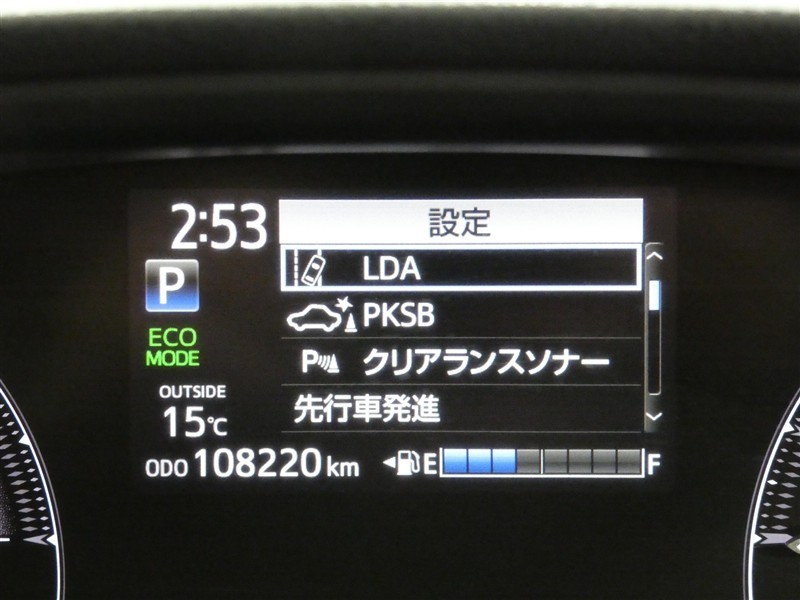 2:53
設定
P
LDA
ECO
MODE
PKSB
P クリアランスソナー
OUTSIDE
15℃
先行車発進
ODO 108220 km
E F